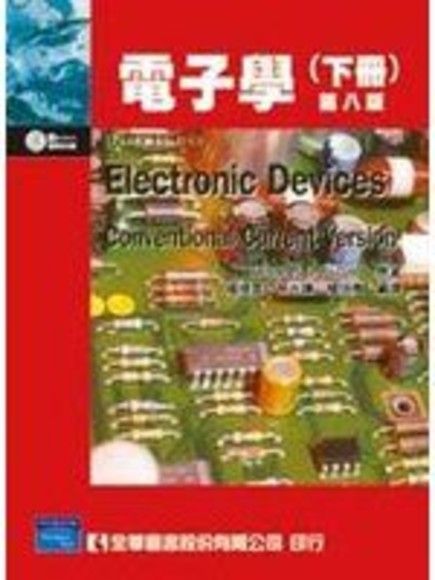 電子學(下冊)
第八版
Electronic Devices
Conventional Current Version
全華圖書股份有限公司 印行